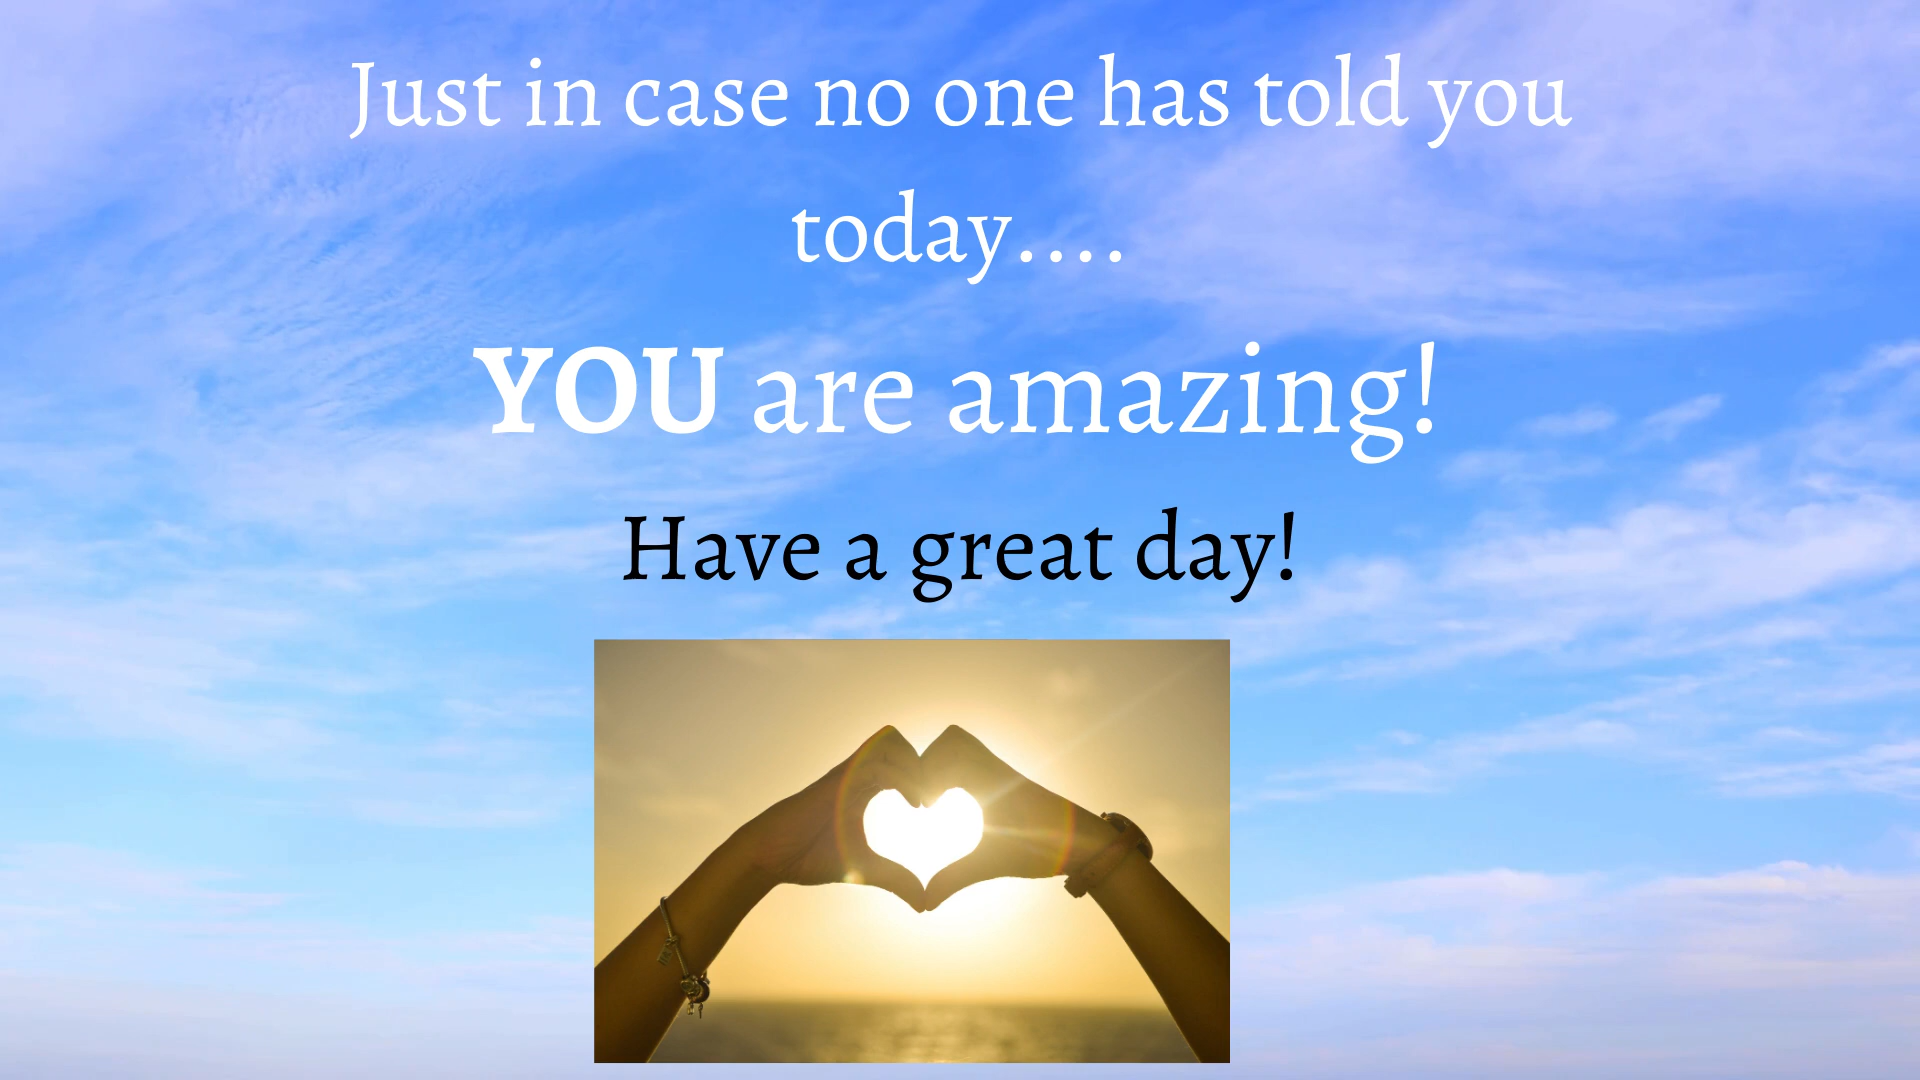 Just in case no one has told you
today....
YOU are amazing!
Have a great day!